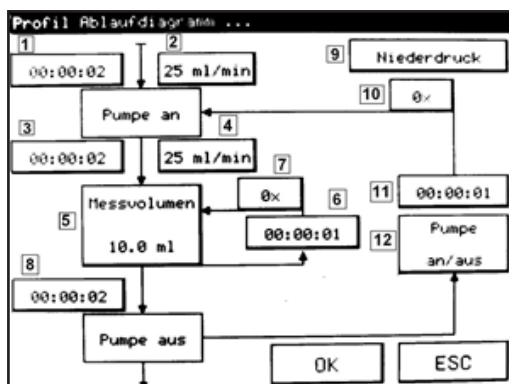 Profil Ablaufdiagramm ...
1
2
00:00:02
25 ml/min
9
Niederdruck
10
0x
Pumpe an
3
4
00:00:02
25 ml/min
7
0x
6
11
00:00:01
5
Messvolumen
10.0 ml
00:00:01
12
Pumpe
an/aus
8
00:00:02
Pumpe aus
OK
ESC